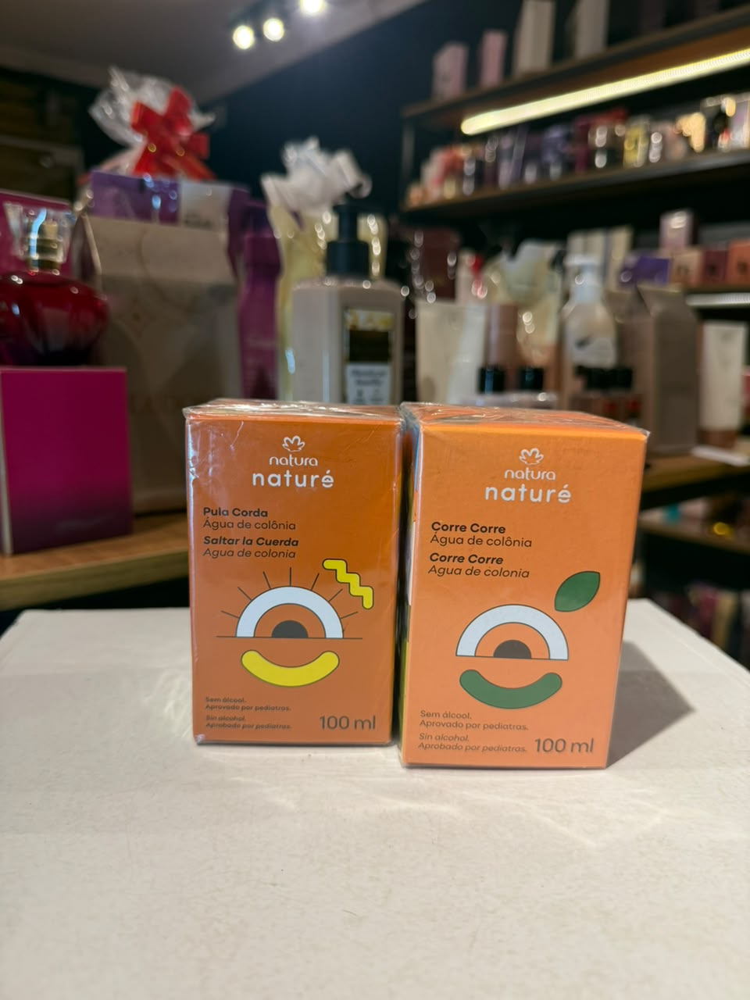 natura
naturé
Pula Corda
Água de colônia
Saltar la Cuerda
Agua de colonia
Sem álcool.
Aprovado por pediatras.
Sin alcohol.
Aprobado por pediatras.
100 ml
natura
naturé
Corre Corre
Água de colônia
Corre Corre
Agua de colonia
Sem álcool.
Aprovado por pediatras.
Sin alcohol.
Aprobado por pediatras.
100 ml